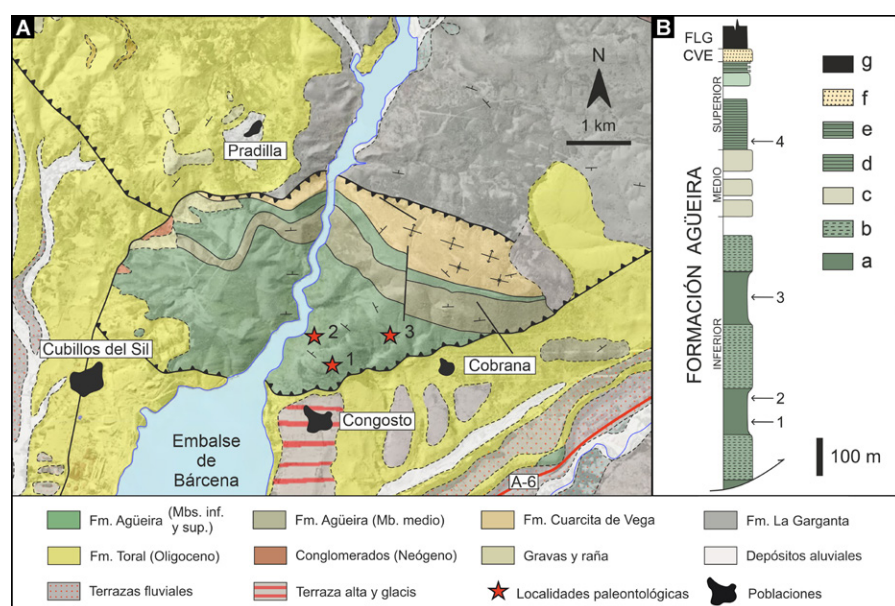 A
N
1 km
Pradilla
2
3
1
Cubillos del Sil
Cobrana
Congosto
Embalse
de
Bárcena
A-6
B
FLG
CVE
SUPERIOR
MEDIO
INFERIOR
FORMACIÓN AGÜEIRA
4
3
2
1
g
f
e
d
c
b
a
100 m
Fm. Agüeira (Mbs. inf. y sup.)
Fm. Agüeira (Mb. medio)
Fm. Cuarcita de Vega
Fm. La Garganta
Fm. Toral (Oligoceno)
Conglomerados (Neógeno)
Gravas y raña
Depósitos aluviales
Terrazas fluviales
Terraza alta y glacis
Localidades paleontológicas
Poblaciones